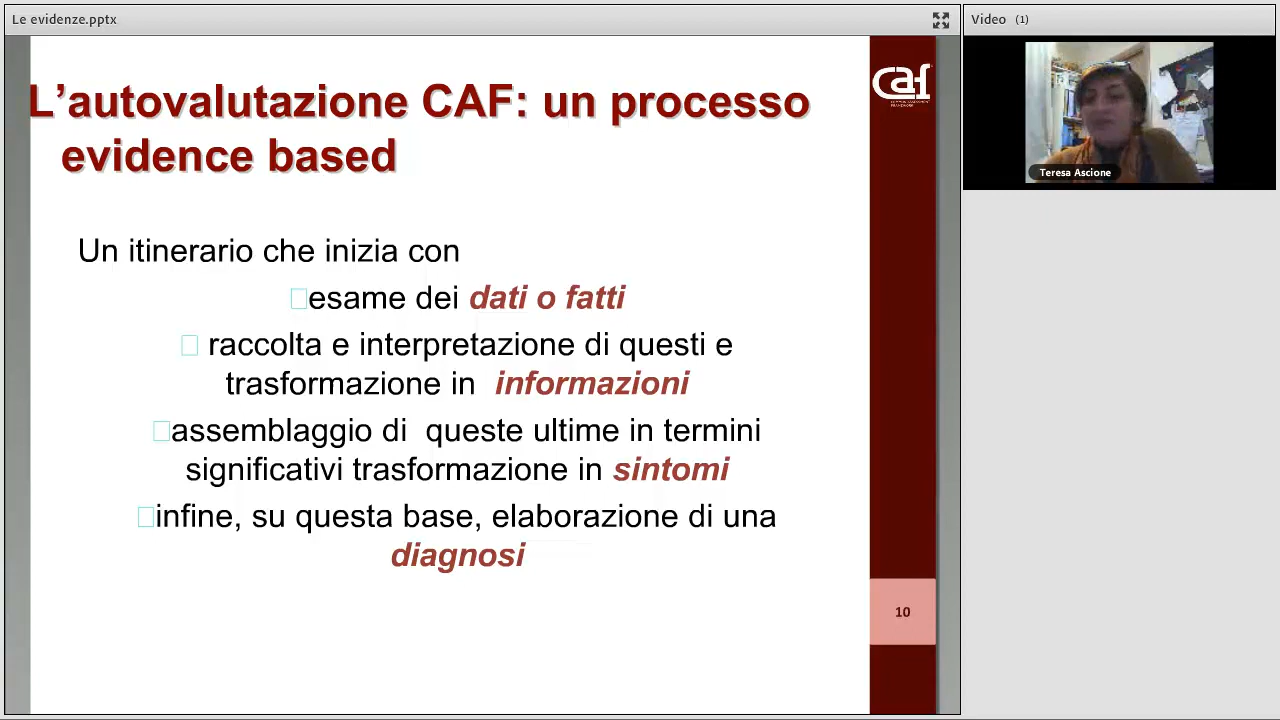 Le evidenze.pptx
Video (1)
L’autovalutazione CAF: un processo
evidence based
caf
Teresa Ascione
Un itinerario che inizia con
esame dei dati o fatti
raccolta e interpretazione di questi e
trasformazione in informazioni
assemblaggio di queste ultime in termini
significativi trasformazione in sintomi
infine, su questa base, elaborazione di una
diagnosi
10